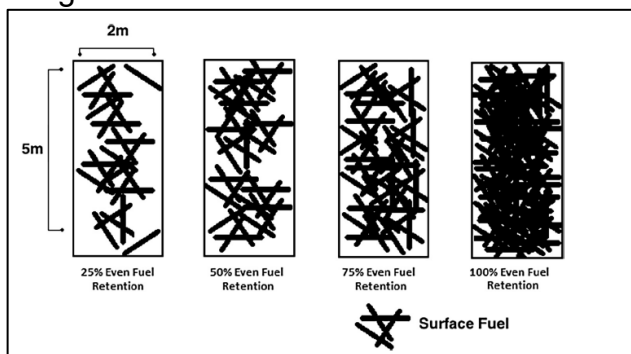 2m
5m
25% Even Fuel
Retention
50% Even Fuel
Retention
75% Even Fuel
Retention
100% Even Fuel
Retention
Surface Fuel